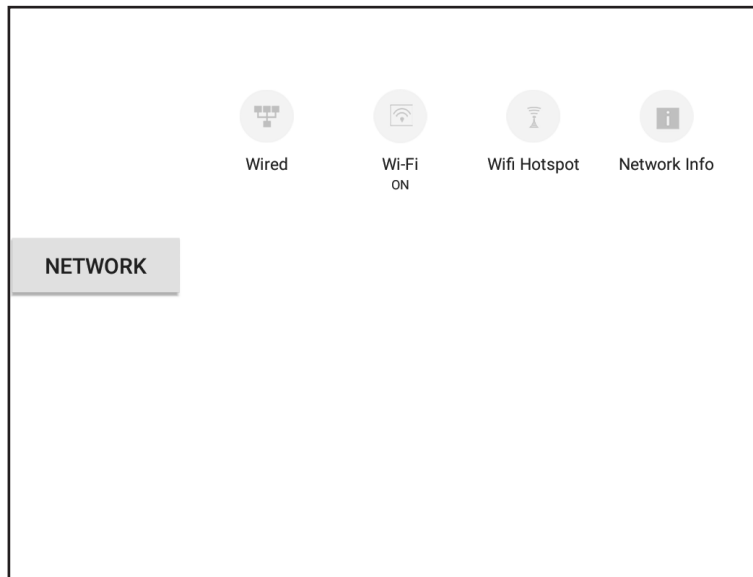 Wired
Wi-Fi
ON
Wifi Hotspot
Network Info
NETWORK